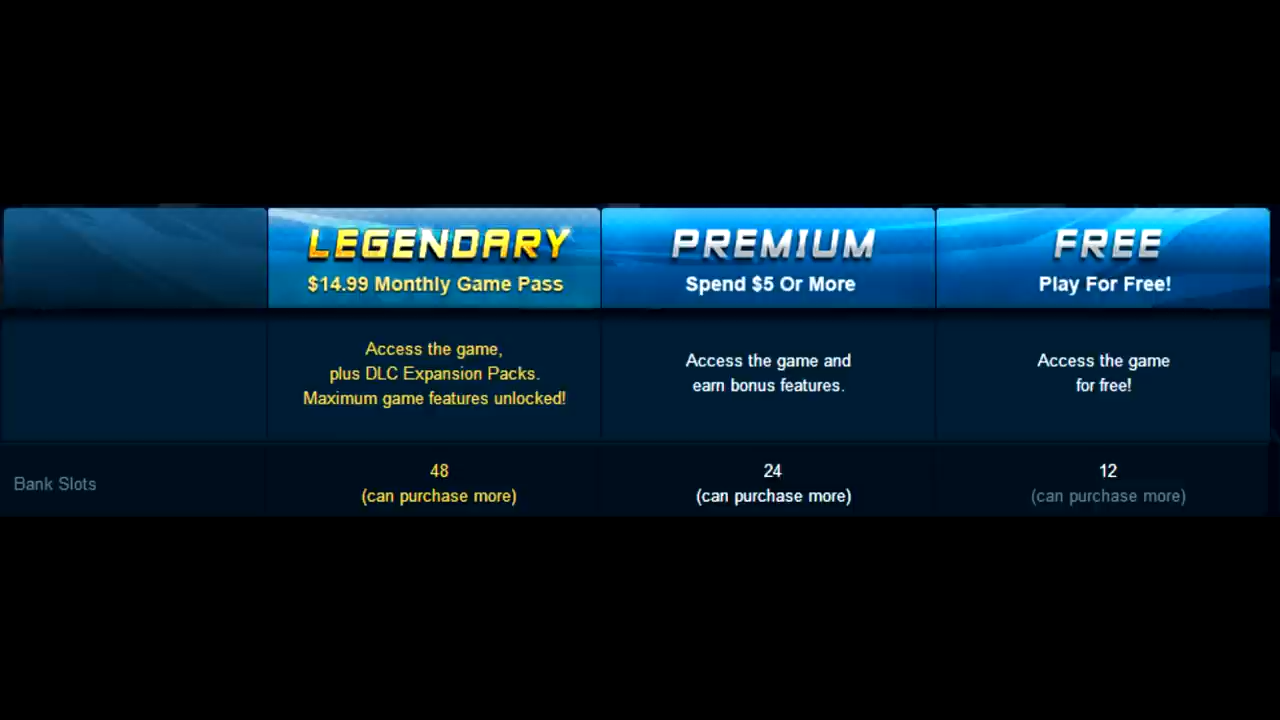 LEGENDARY
$14.99 Monthly Game Pass
PREMIUM
Spend $5 Or More
FREE
Play For Free!
Access the game,
plus DLC Expansion Packs.
Maximum game features unlocked!
Access the game and
earn bonus features.
Access the game
for free!
Bank Slots
48
(can purchase more)
24
(can purchase more)
12
(can purchase more)